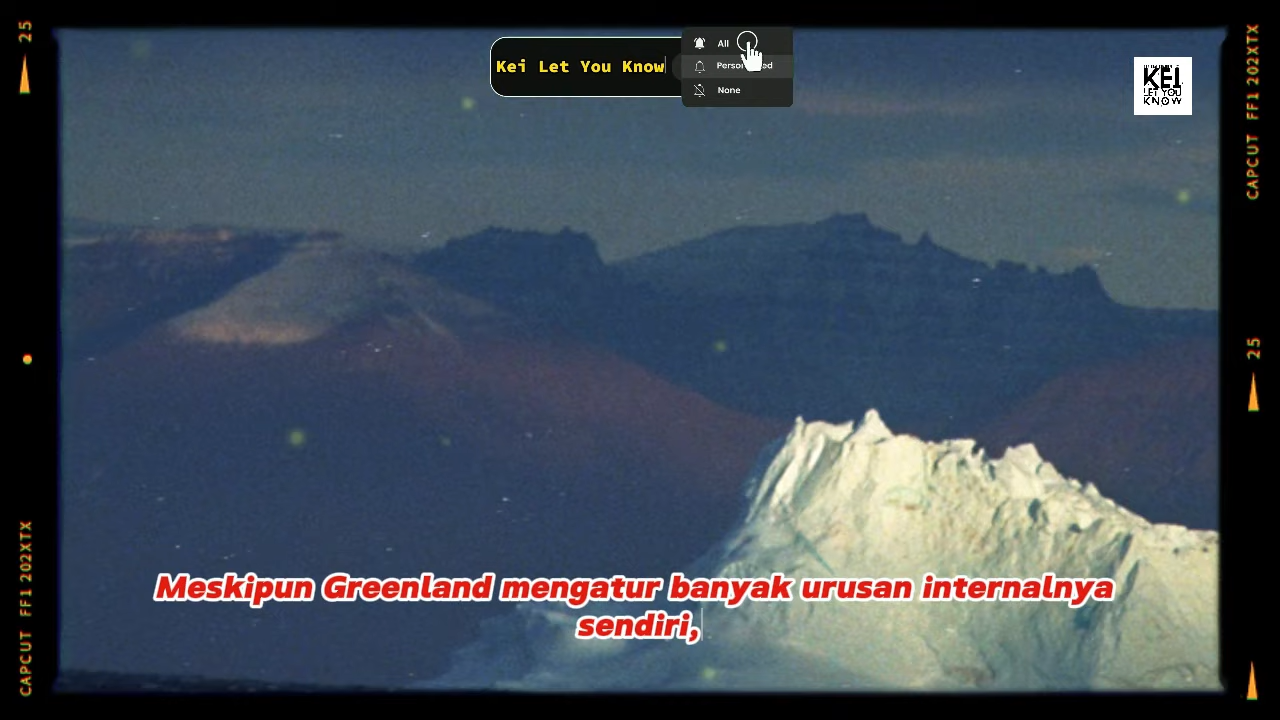 25
CAPCUT FF1 202XTX
Kei Let You Know
All
None
KEI
LET YOU
KNOW
CAPCUT FF1 202XTX
25
Meskipun Greenland mengatur banyak urusan internalnya
sendiri,